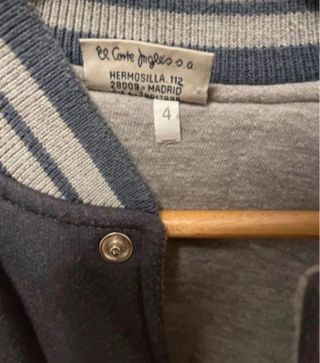 El Corte Inglés s.a.
HERMOSILLA, 112
28009 - MADRID
4